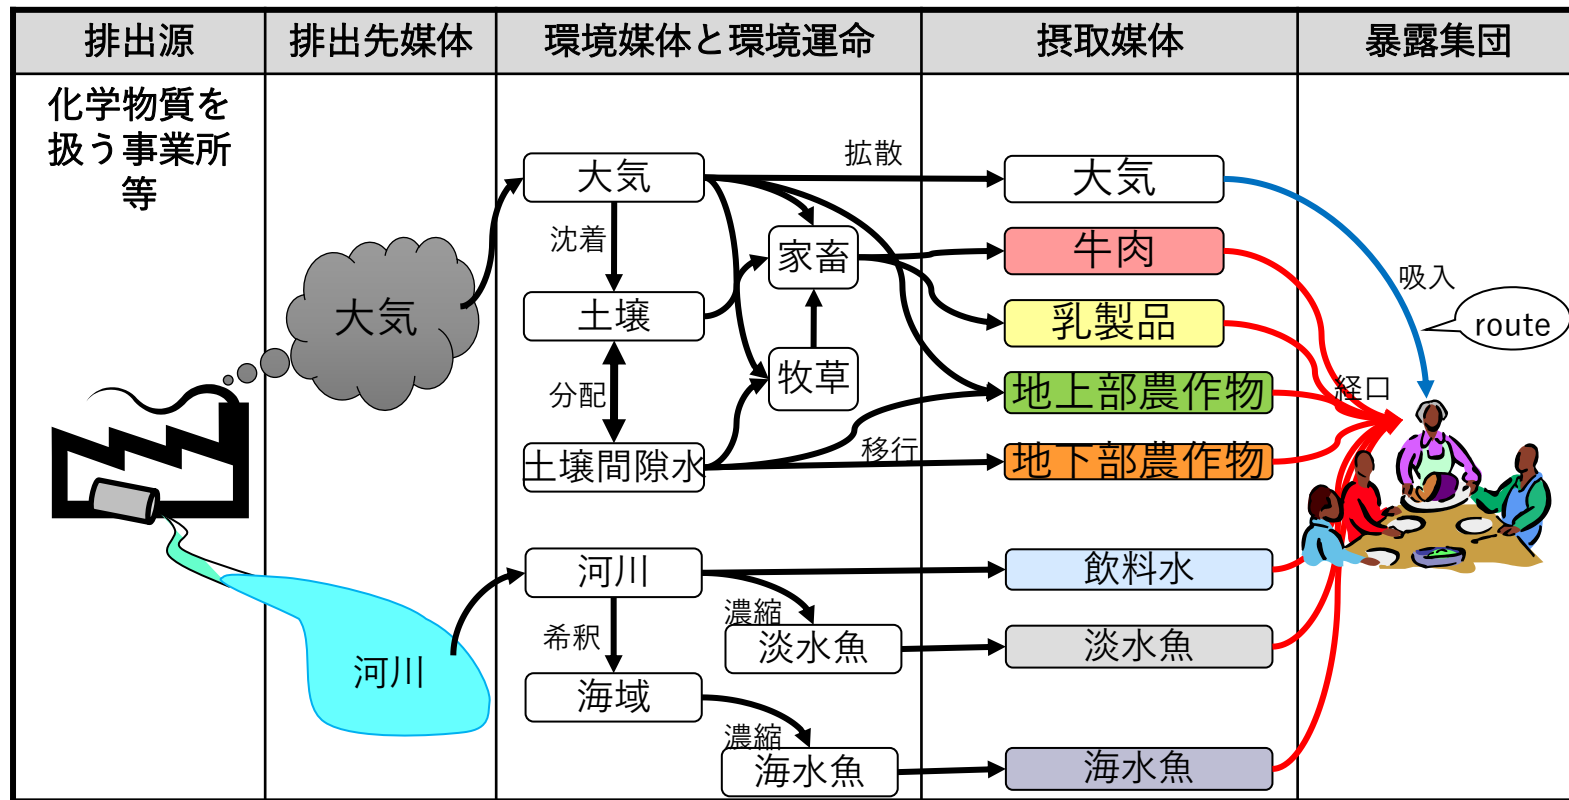 排出源
排出先媒体
環境媒体と環境運命
摂取媒体
暴露集団
化学物質を
扱う事業所
等
大気
河川
大気
拡散
沈着
家畜
土壌
分配
牧草
土壌間隙水
移行
河川
濃縮
淡水魚
希釈
海域
濃縮
海水魚
大気
牛肉
乳製品
地上部農作物
地下部農作物
飲料水
淡水魚
海水魚
吸入
route
経口